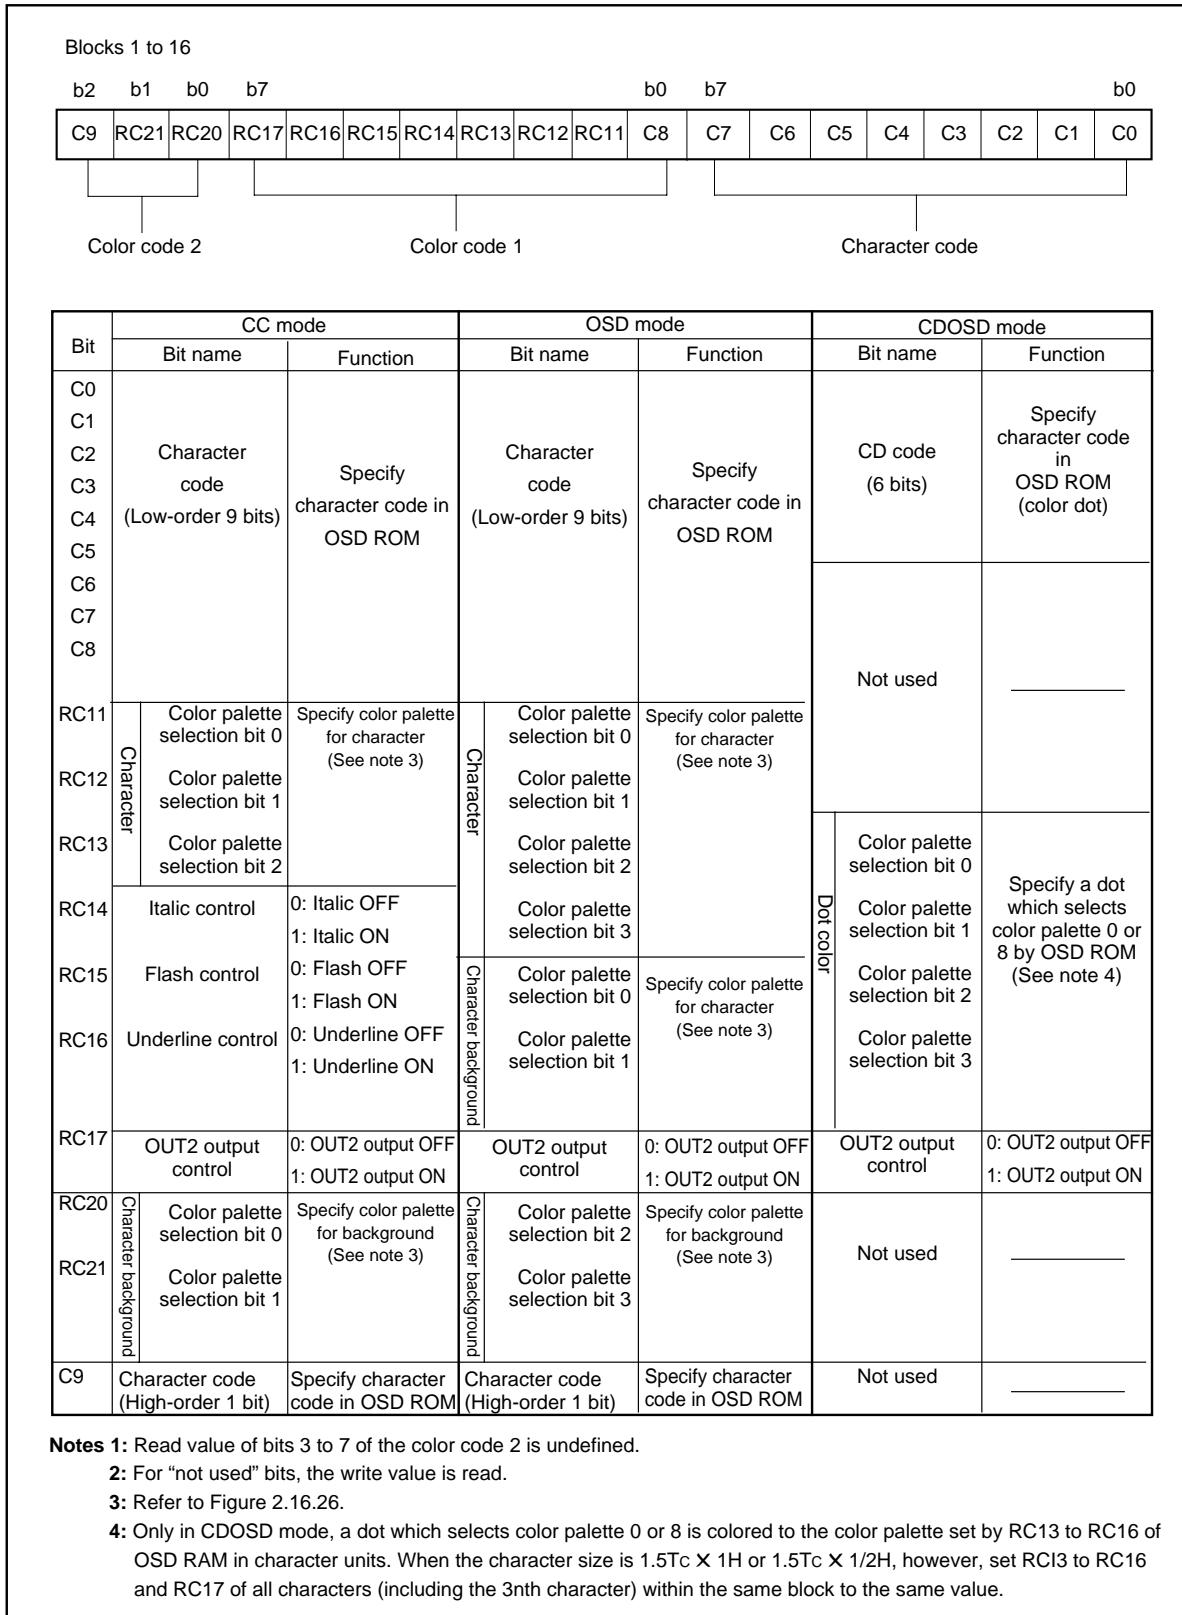 Blocks 1 to 16
b2 b1 b0 b7 b0 b7 b0
C9 RC21 RC20 RC17 RC16 RC15 RC14 RC13 RC12 RC11 C8 C7 C6 C5 C4 C3 C2 C1 C0
Color code 2 Color code 1 Character code
Bit CC mode OSD mode CDOSD mode
Bit name Function Bit name Function Bit name Function
C0
C1
C2
C3
C4
C5
C6
C7
C8
Character
code
(Low-order 9 bits)
Specify
character code in
OSD ROM
Character
code
(Low-order 9 bits)
Specify
character code in
OSD ROM
CD code
(6 bits)
Specify
character code
in
OSD ROM
(color dot)
Not used
RC11
RC12
RC13
Character
Color palette
selection bit 0
Color palette
selection bit 1
Color palette
selection bit 2
Specify color palette
for character
(See note 3)
Character
Color palette
selection bit 0
Color palette
selection bit 1
Color palette
selection bit 2
Color palette
selection bit 3
Specify color palette
for character
(See note 3)
RC14
Italic control
0: Italic OFF
1: Italic ON
RC15
Flash control
0: Flash OFF
1: Flash ON
RC16
Underline control
0: Underline OFF
1: Underline ON
Character background
Color palette
selection bit 0
Color palette
selection bit 1
Specify color palette
for character
(See note 3)
Dot color
Color palette
selection bit 0
Color palette
selection bit 1
Color palette
selection bit 2
Color palette
selection bit 3
Specify a dot
which selects
color palette 0 or
8 by OSD ROM
(See note 4)
RC17
OUT2 output
control
0: OUT2 output OFF
1: OUT2 output ON
OUT2 output
control
0: OUT2 output OFF
1: OUT2 output ON
OUT2 output
control
0: OUT2 output OFF
1: OUT2 output ON
RC20
RC21
Character background
Color palette
selection bit 0
Color palette
selection bit 1
Specify color palette
for background
(See note 3)
Character background
Color palette
selection bit 2
Color palette
selection bit 3
Specify color palette
for background
(See note 3)
Not used
C9
Character code
(High-order 1 bit)
Specify character
code in OSD ROM
Character code
(High-order 1 bit)
Specify character
code in OSD ROM
Not used
Notes 1: Read value of bits 3 to 7 of the color code 2 is undefined.
2: For “not used” bits, the write value is read.
3: Refer to Figure 2.16.26.
4: Only in CDOSD mode, a dot which selects color palette 0 or 8 is colored to the color palette set by RC13 to RC16 of
OSD RAM in character units. When the character size is 1.5Tc ✕ 1H or 1.5Tc ✕ 1/2H, however, set RCI3 to RC16
and RC17 of all characters (including the 3nth character) within the same block to the same value.